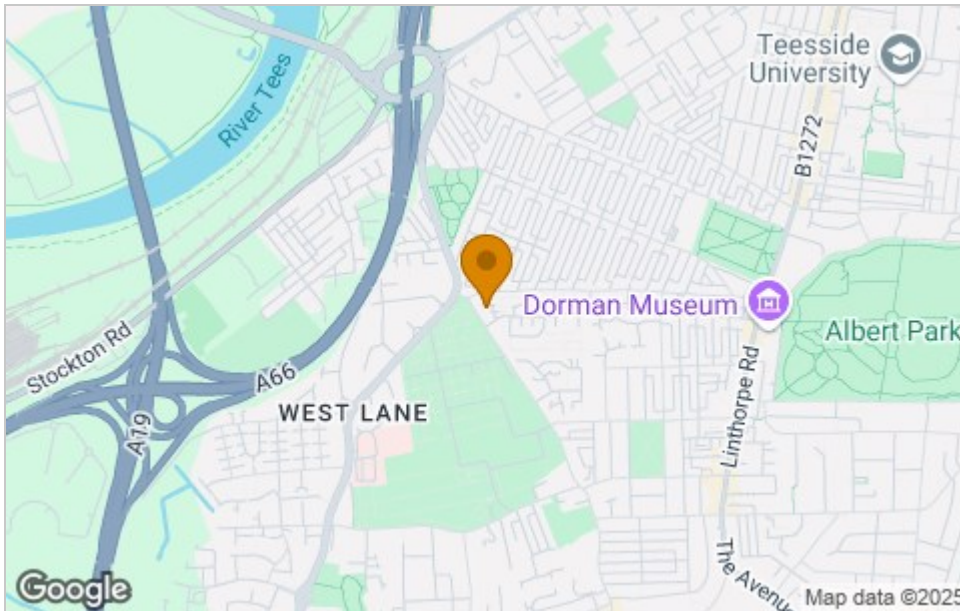 Teesside
University
River Tees
B1272
Dorman Museum
Albert Park
Stockton Rd
A66
Linthorpe Rd
WEST LANE
A19
The Avenu
Google
Map data ©2025